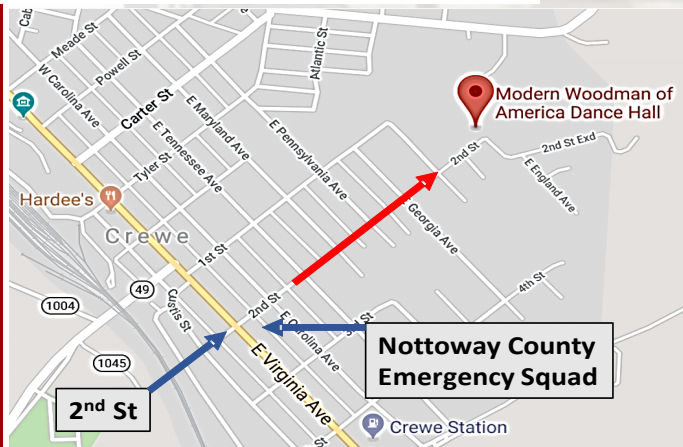 Cab
Meade St
Powell St
W Carolina Ave
Carter St
Atlantic St
E Maryland Ave
E Tennessee Ave
E Pennsylvania Ave
Tyler St
Hardee's
Crewe
1st St
Modern Woodman of
America Dance Hall
2nd St
2nd St Exd
E England Ave
Georgia Ave
4th St
49
1004
1045
Custis St
2nd St
E Carolina Ave
St
E Virginia Ave
2nd St
Nottoway County
Emergency Squad
Crewe Station
St